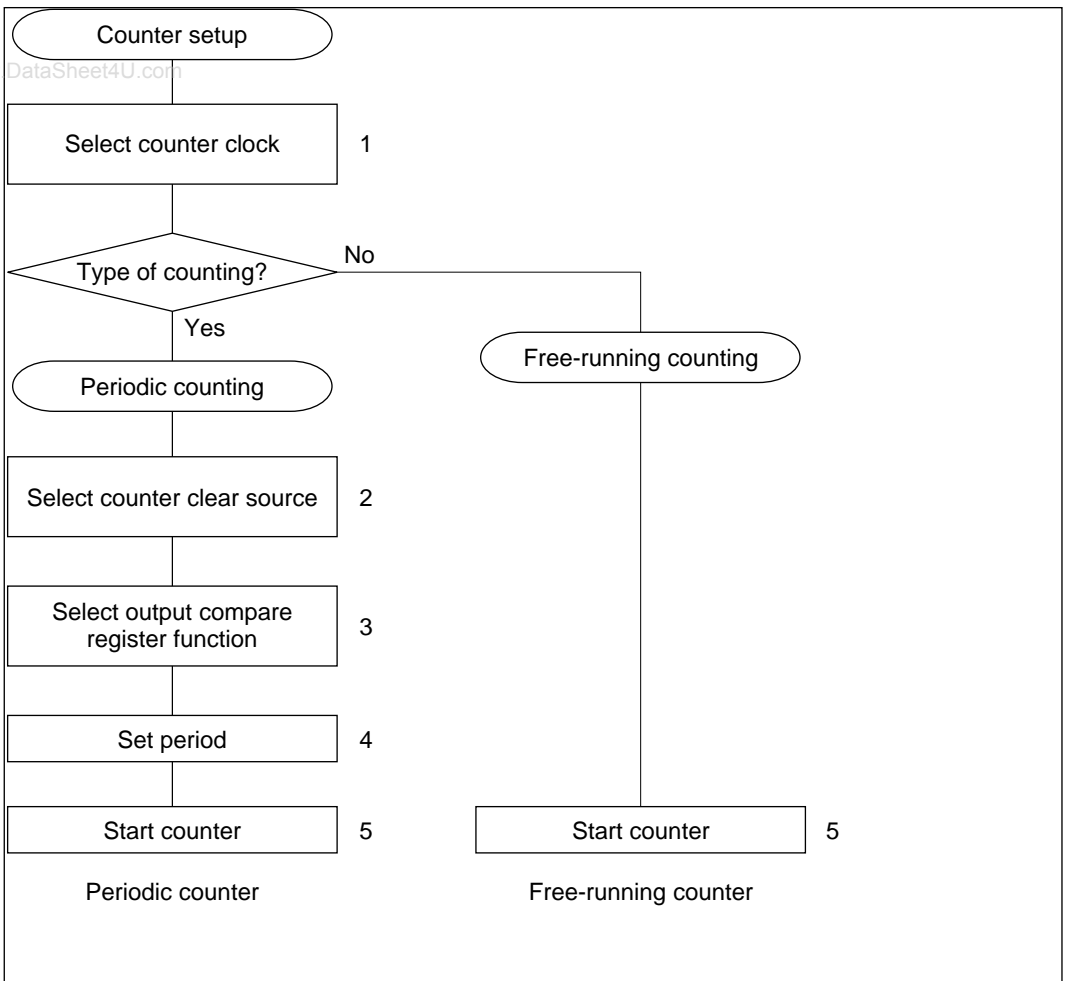 Counter setup
DataSheet4U.com
Select counter clock 1
Type of counting?
No
Yes
Free-running counting
Periodic counting
Select counter clear source 2
Select output compare
register function
3
Set period 4
Start counter 5
Start counter 5
Periodic counter
Free-running counter